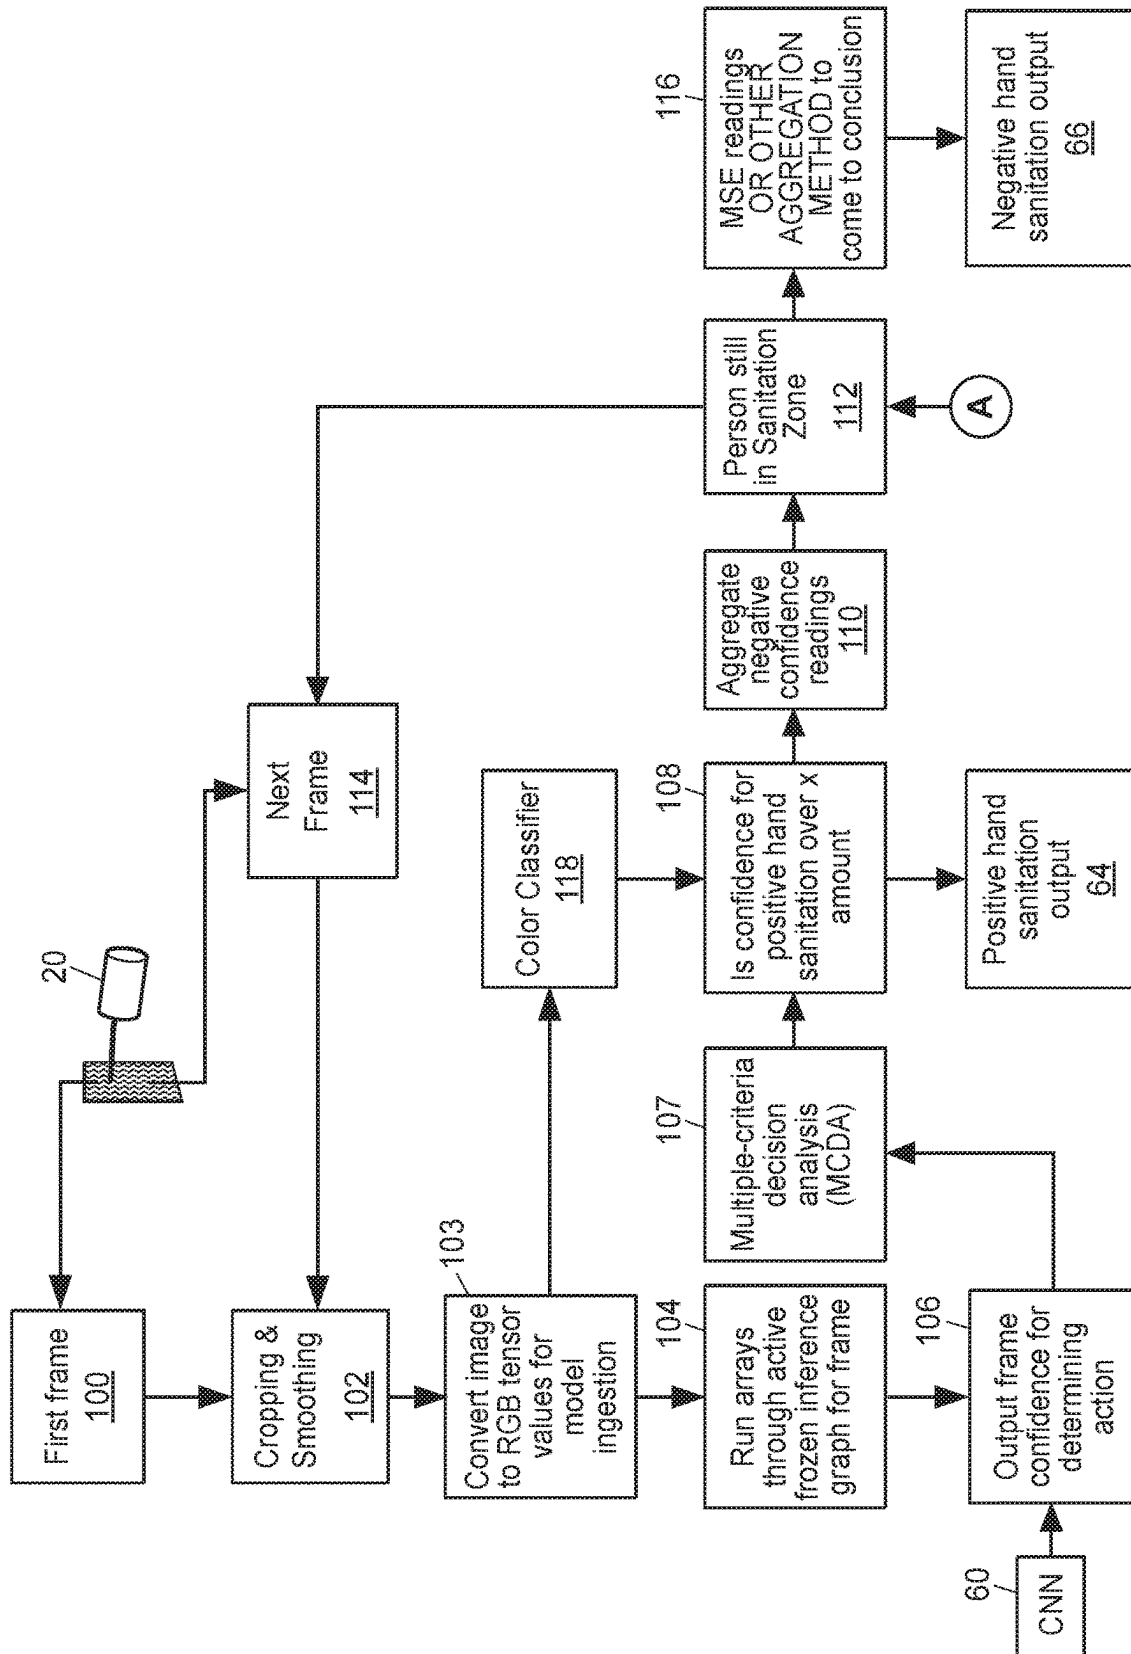 First frame
100
20
Cropping &
Smoothing
102
Next
Frame
114
103
Convert image
to RGB tensor
values for
model
ingestion
Color Classifier
118
104
Run arrays
through active
frozen inference
graph for frame
107
Multiple-criteria
decision
analysis
(MCDA)
108
Is confidence for
positive hand
sanitation over x
amount
Aggregate
negative
confidence
readings
110
Person still
in Sanitation
Zone
112
116
MSE readings
OR OTHER
AGGREGATION
METHOD to
come to conclusion
60
CNN
106
Output frame
confidence for
determining
action
Positive hand
sanitation
output
64
A
Negative hand
sanitation output
66